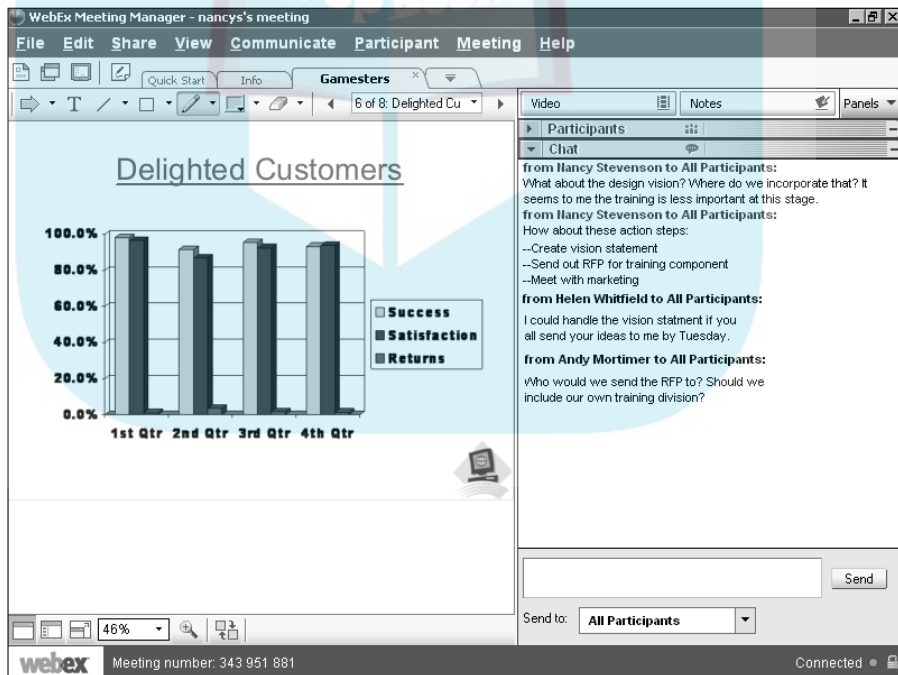 WebEx Meeting Manager - nancys's meeting
File Edit Share View Communicate Participant Meeting Help
Quick Start Info Gamesters
T 6 of 8: Delighted Cu
Video Notes Panels
Participants
Chat
Delighted Customers
100.0%
80.0%
60.0%
40.0%
20.0%
0.0%
1st Qtr 2nd Qtr 3rd Qtr 4th Qtr
Success
Satisfaction
Returns
from Nancy Stevenson to All Participants:
What about the design vision? Where do we incorporate that? It
seems to me the training is less important at this stage.
from Nancy Stevenson to All Participants:
How about these action steps:
--Create vision statement
--Send out RFP for training component
--Meet with marketing
from Helen Whitfield to All Participants:
I could handle the vision statment if you
all send your ideas to me by Tuesday.
from Andy Mortimer to All Participants:
Who would we send the RFP to? Should we
include our own training division?
Send
Send to: All Participants
46%
webex Meeting number: 343 951 881 Connected